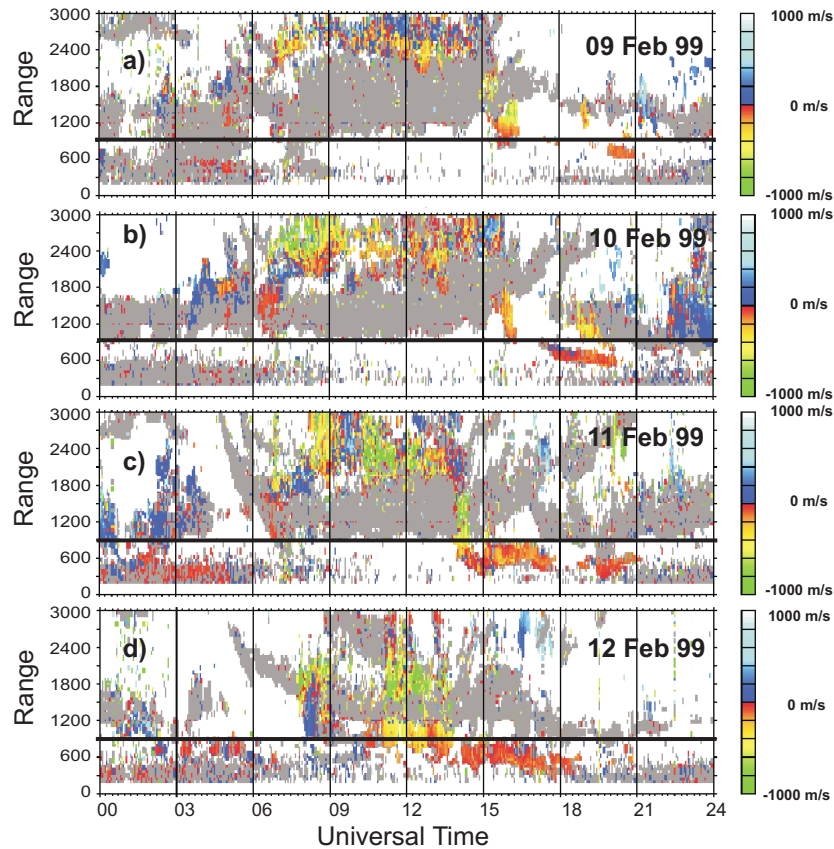 3000
2400
1800
1200
600
0
Range
a)
09 Feb 99
1000 m/s
0 m/s
-1000 m/s
3000
2400
1800
1200
600
0
Range
b)
10 Feb 99
1000 m/s
0 m/s
-1000 m/s
3000
2400
1800
1200
600
0
Range
c)
11 Feb 99
1000 m/s
0 m/s
-1000 m/s
3000
2400
1800
1200
600
0
Range
d)
12 Feb 99
1000 m/s
0 m/s
-1000 m/s
00 03 06 09 12 15 18 21 24
Universal Time